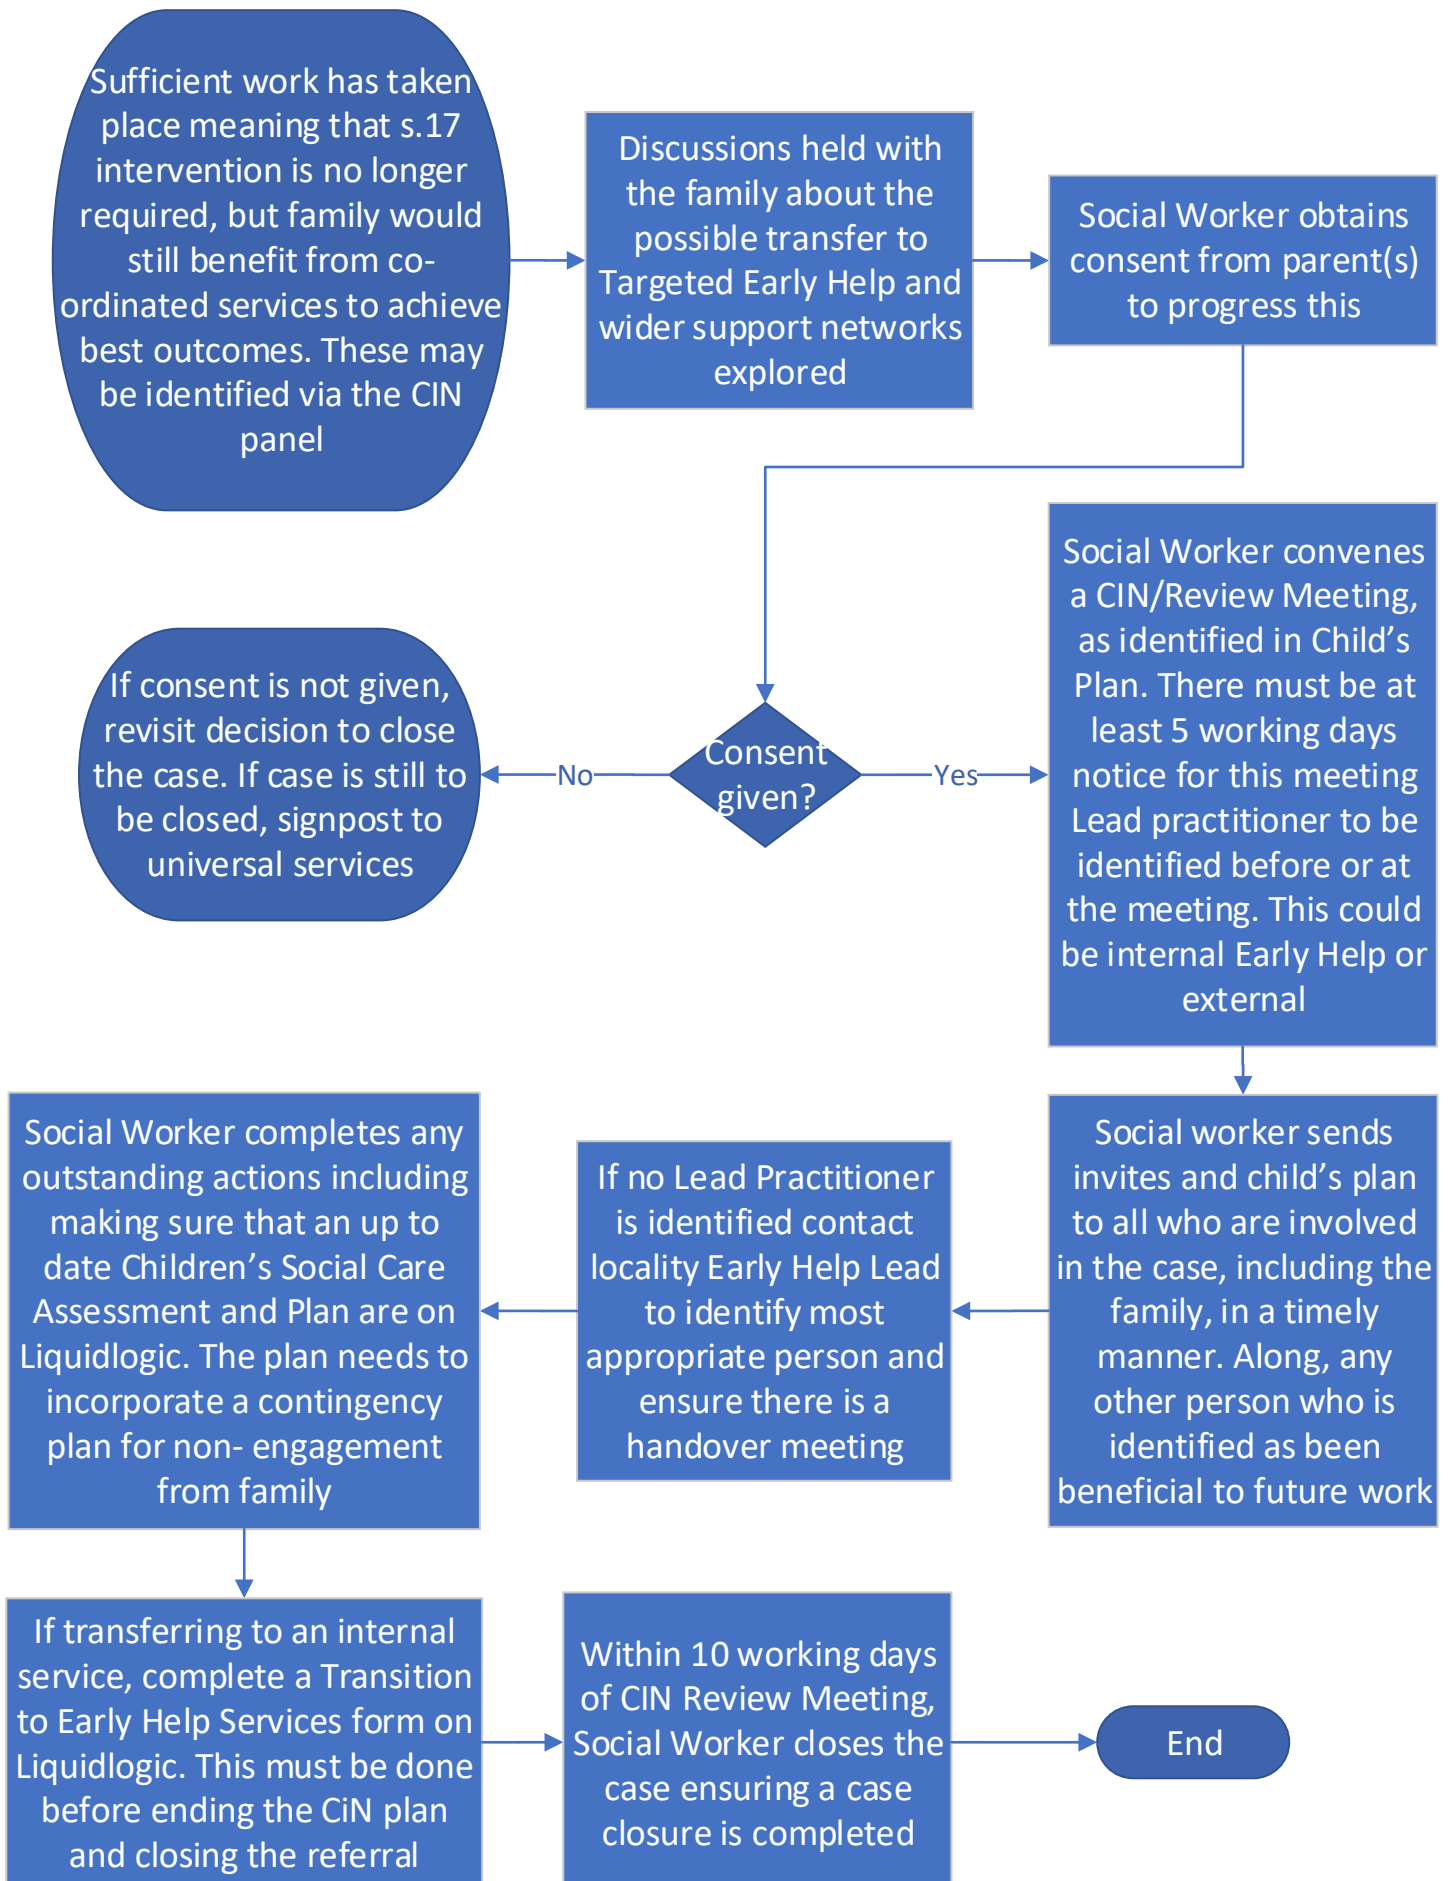 Sufficient work has taken
place meaning that s.17
intervention is no longer
required, but family would
still benefit from co-
ordinated services to achieve
best outcomes. These may
be identified via the CIN
panel
Discussions held with
the family about the
possible transfer to
Targeted Early Help and
wider support networks
explored
Social Worker obtains
consent from parent(s)
to progress this
Consent
given?
No
If consent is not given,
revisit decision to close
the case. If case is still to
be closed, signpost to
universal services
Yes
Social Worker convenes
a CIN/Review Meeting,
as identified in Child’s
Plan. There must be at
least 5 working days
notice for this meeting
Lead practitioner to be
identified before or at
the meeting. This could
be internal Early Help or
external
Social worker sends
invites and child’s plan
to all who are involved
in the case, including the
family, in a timely
manner. Along, any
other person who is
identified as been
beneficial to future work
If no Lead Practitioner
is identified contact
locality Early Help Lead
to identify most
appropriate person and
ensure there is a
handover meeting
Social Worker completes any
outstanding actions including
making sure that an up to
date Children’s Social Care
Assessment and Plan are on
Liquidlogic. The plan needs to
incorporate a contingency
plan for non- engagement
from family
If transferring to an internal
service, complete a Transition
to Early Help Services form on
Liquidlogic. This must be done
before ending the CiN plan
and closing the referral
Within 10 working days
of CIN Review Meeting,
Social Worker closes the
case ensuring a case
closure is completed
End